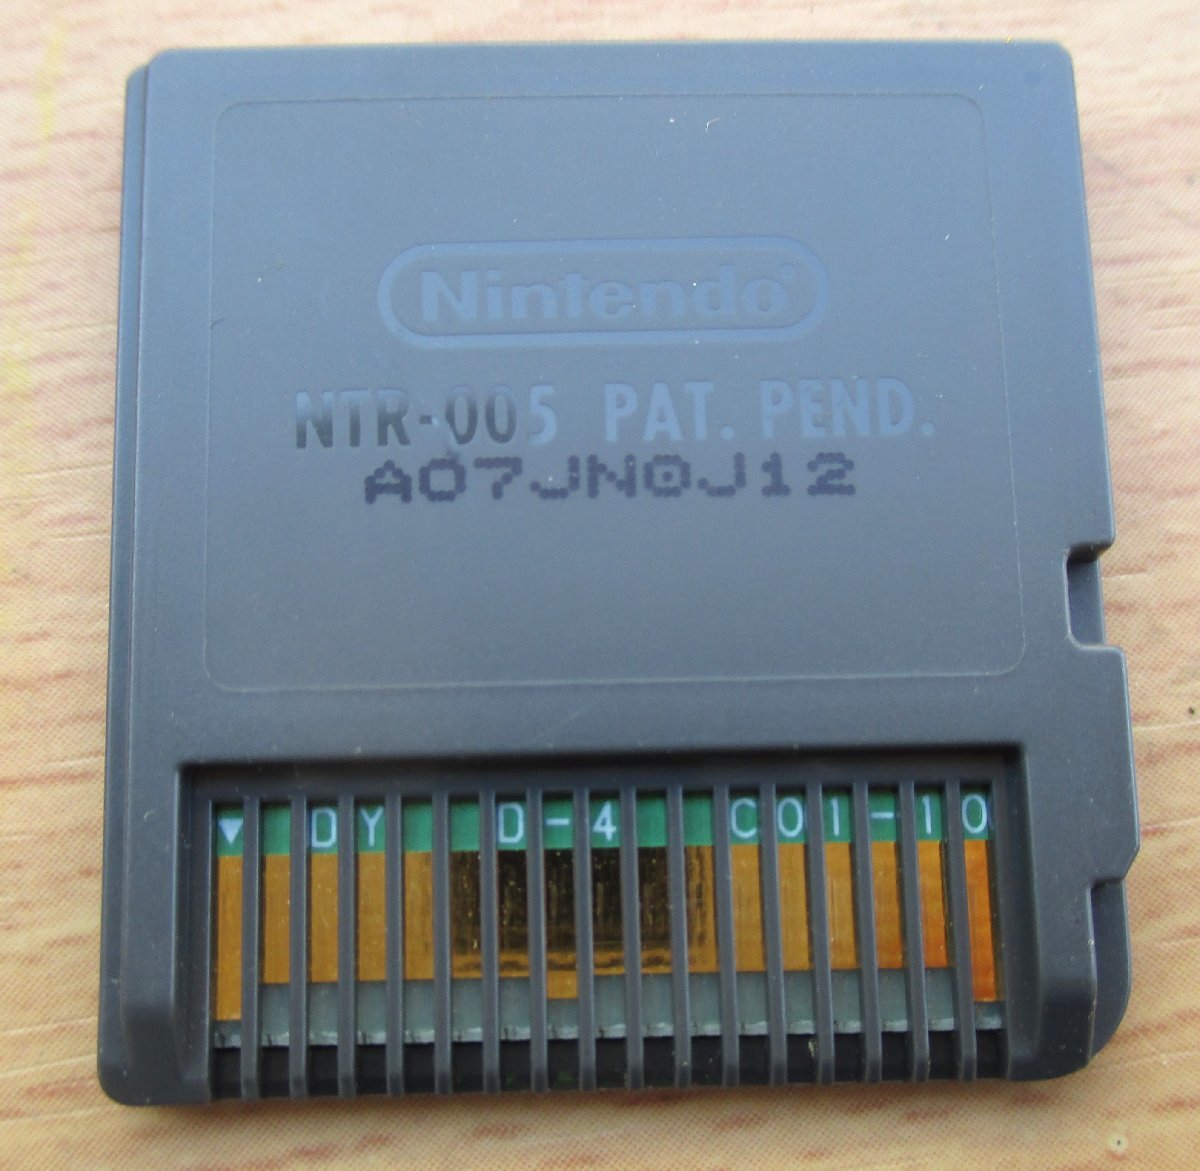 Nintendo®
NTR-005 PAT. PEND.
A07JN0J12
▼ DY D-4 C01-10